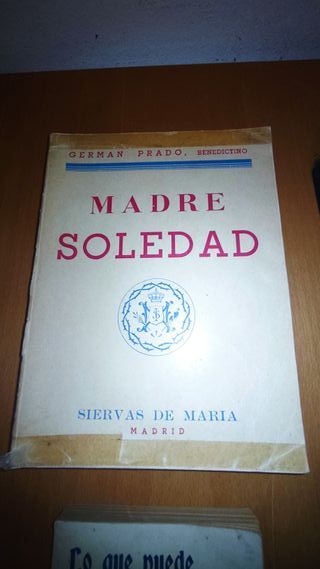 GERMAN PRADO, BENEDICTINO
MADRE
SOLEDAD
SIERVAS DE MARIA
MADRID
Lo que puede